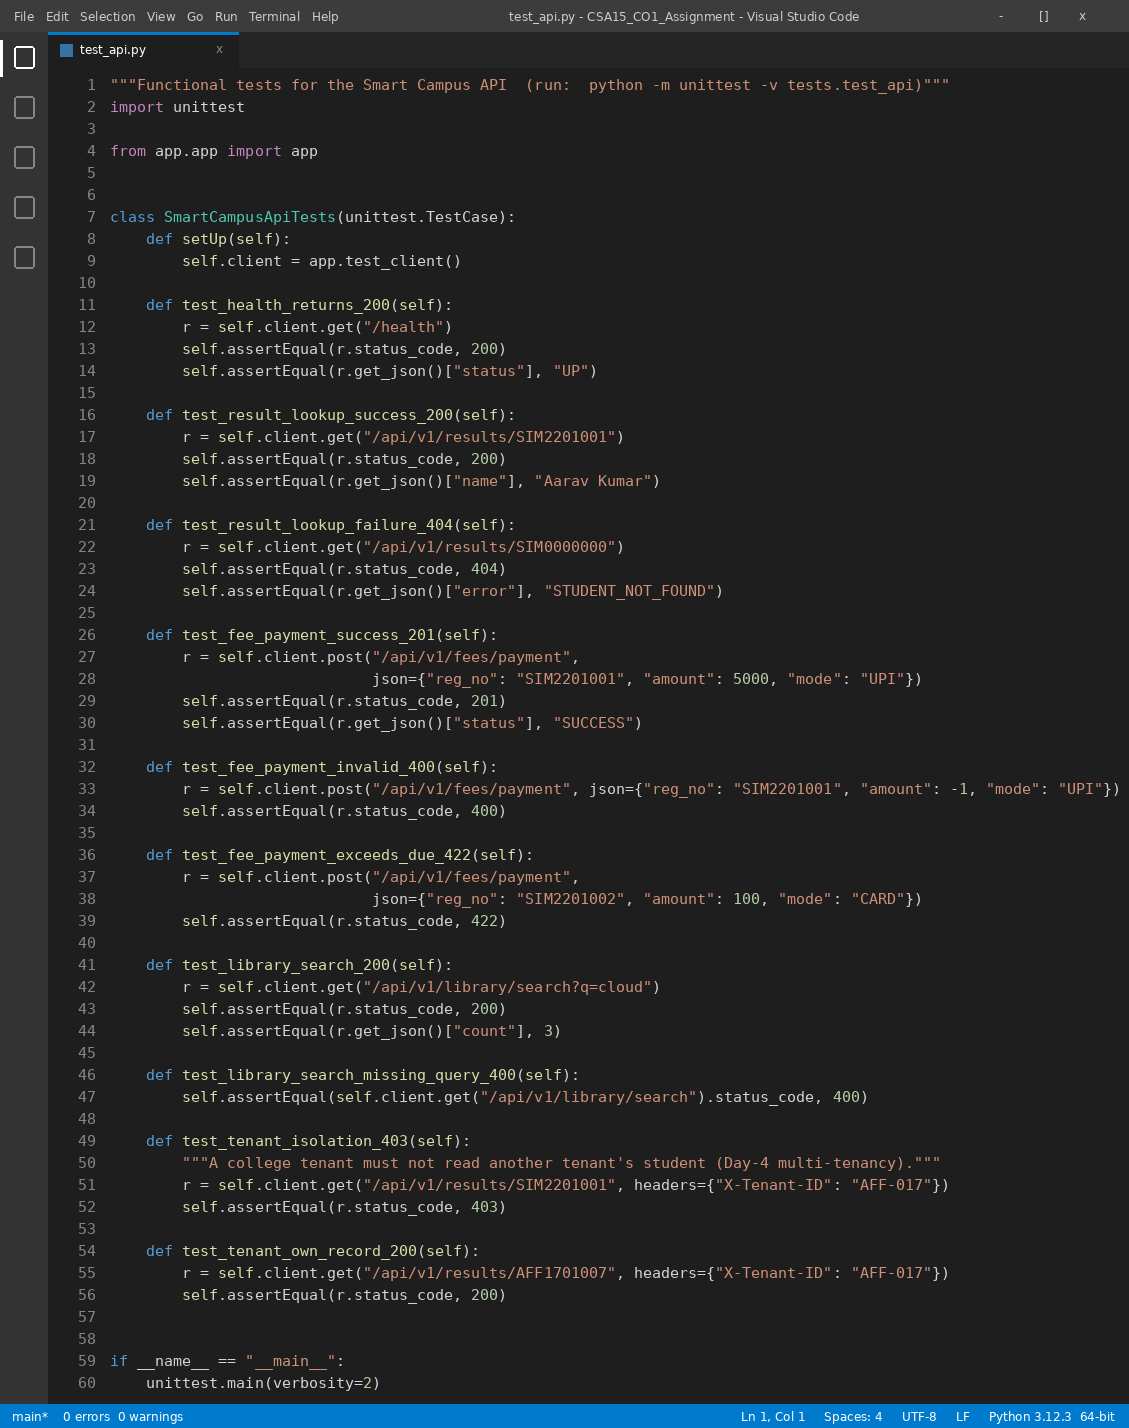 File Edit Selection View Go Run Terminal Help test_api.py - CSA15_CO1_Assignment - Visual Studio Code - [] x
test_api.py x
1 """Functional tests for the Smart Campus API  (run:  python -m unittest -v tests.test_api)"""
2 import unittest
3
4 from app.app import app
5
6
7 class SmartCampusApiTests(unittest.TestCase):
8     def setUp(self):
9         self.client = app.test_client()
10
11     def test_health_returns_200(self):
12         r = self.client.get("/health")
13         self.assertEqual(r.status_code, 200)
14         self.assertEqual(r.get_json()["status"], "UP")
15
16     def test_result_lookup_success_200(self):
17         r = self.client.get("/api/v1/results/SIM2201001")
18         self.assertEqual(r.status_code, 200)
19         self.assertEqual(r.get_json()["name"], "Aarav Kumar")
20
21     def test_result_lookup_failure_404(self):
22         r = self.client.get("/api/v1/results/SIM0000000")
23         self.assertEqual(r.status_code, 404)
24         self.assertEqual(r.get_json()["error"], "STUDENT_NOT_FOUND")
25
26     def test_fee_payment_success_201(self):
27         r = self.client.post("/api/v1/fees/payment",
28                              json={"reg_no": "SIM2201001", "amount": 5000, "mode": "UPI"})
29         self.assertEqual(r.status_code, 201)
30         self.assertEqual(r.get_json()["status"], "SUCCESS")
31
32     def test_fee_payment_invalid_400(self):
33         r = self.client.post("/api/v1/fees/payment", json={"reg_no": "SIM2201001", "amount": -1, "mode": "UPI"})
34         self.assertEqual(r.status_code, 400)
35
36     def test_fee_payment_exceeds_due_422(self):
37         r = self.client.post("/api/v1/fees/payment",
38                              json={"reg_no": "SIM2201002", "amount": 100, "mode": "CARD"})
39         self.assertEqual(r.status_code, 422)
40
41     def test_library_search_200(self):
42         r = self.client.get("/api/v1/library/search?q=cloud")
43         self.assertEqual(r.status_code, 200)
44         self.assertEqual(r.get_json()["count"], 3)
45
46     def test_library_search_missing_query_400(self):
47         self.assertEqual(self.client.get("/api/v1/library/search").status_code, 400)
48
49     def test_tenant_isolation_403(self):
50         """A college tenant must not read another tenant's student (Day-4 multi-tenancy)."""
51         r = self.client.get("/api/v1/results/SIM2201001", headers={"X-Tenant-ID": "AFF-017"})
52         self.assertEqual(r.status_code, 403)
53
54     def test_tenant_own_record_200(self):
55         r = self.client.get("/api/v1/results/AFF1701007", headers={"X-Tenant-ID": "AFF-017"})
56         self.assertEqual(r.status_code, 200)
57
58
59 if __name__ == "__main__":
60     unittest.main(verbosity=2)
main* 0 errors 0 warnings Ln 1, Col 1 Spaces: 4 UTF-8 LF Python 3.12.3 64-bit